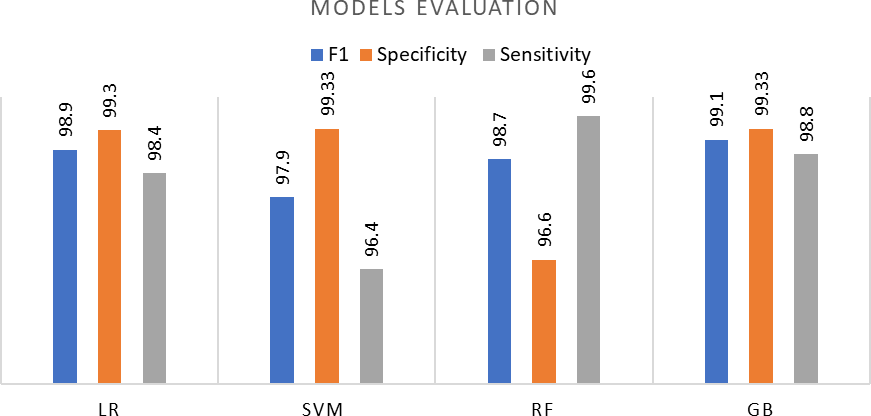 MODELS EVALUATION
F1 Specificity Sensitivity
98.9 99.3 98.4 97.9 99.33 96.4 98.7 96.6 99.6 99.1 99.33 98.8
LR SVM RF GB